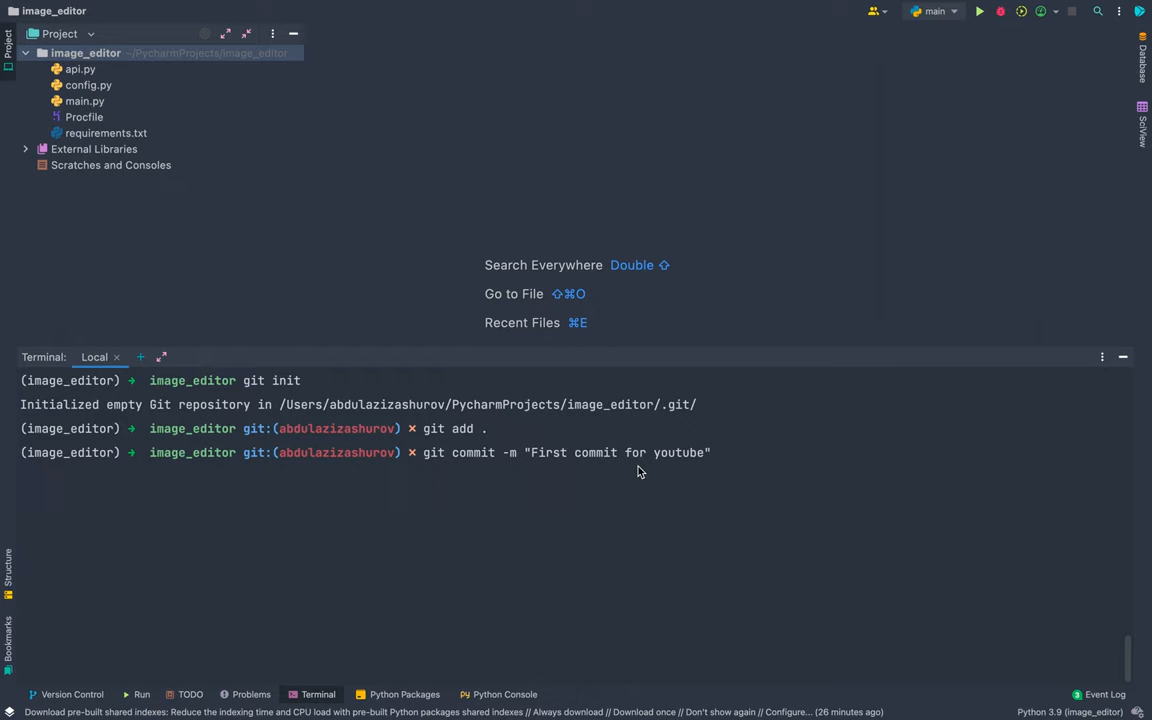 image_editor
main
Project
Project
image_editor ~/PycharmProjects/image_editor
api.py
config.py
main.py
Procfile
requirements.txt
External Libraries
Scratches and Consoles
Database
SciView
Search Everywhere Double ⇧
Go to File ⇧⌘O
Recent Files ⌘E
Terminal: Local × +
(image_editor) → image_editor git init
Initialized empty Git repository in /Users/abdulazizashurov/PycharmProjects/image_editor/.git/
(image_editor) → image_editor git:(abdulazizashurov) × git add .
(image_editor) → image_editor git:(abdulazizashurov) × git commit -m "First commit for youtube"
Structure
Bookmarks
Version Control Run TODO Problems Terminal Python Packages Python Console 3 Event Log
Download pre-built shared indexes: Reduce the indexing time and CPU load with pre-built Python packages shared indexes // Always download // Download once // Don't show again // Configure... (26 minutes ago) Python 3.9 (image_editor)